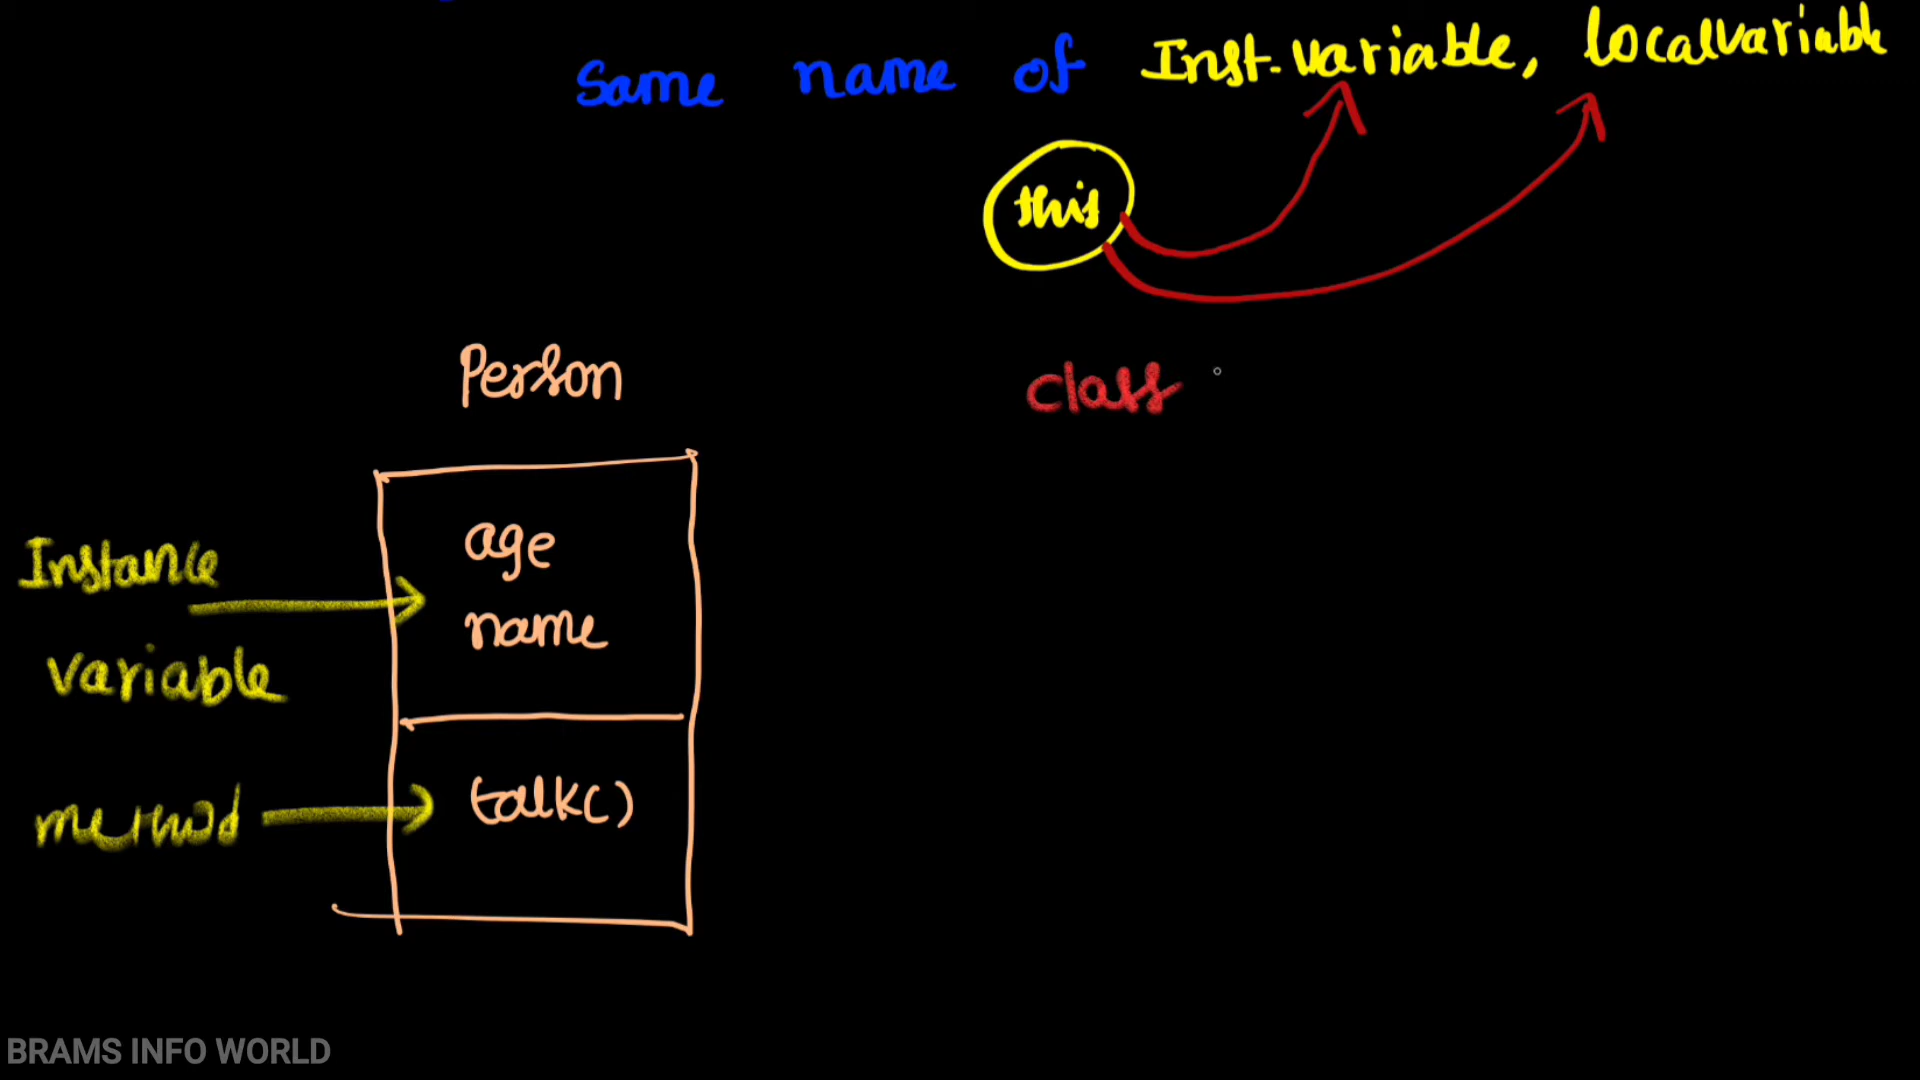 Same name of Inst.variable, localvariable
this
Person
class
age
Instance
name
variable
talk()
method
BRAMS INFO WORLD